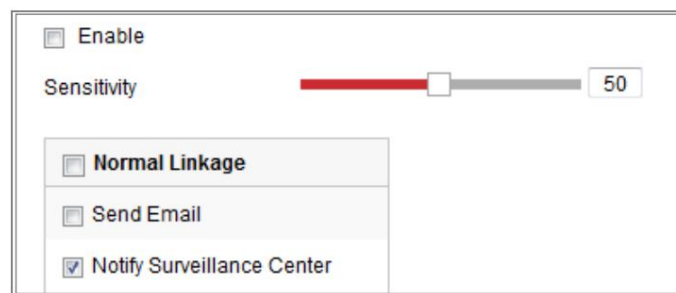 Enable
Sensitivity 50
Normal Linkage
Send Email
Notify Surveillance Center